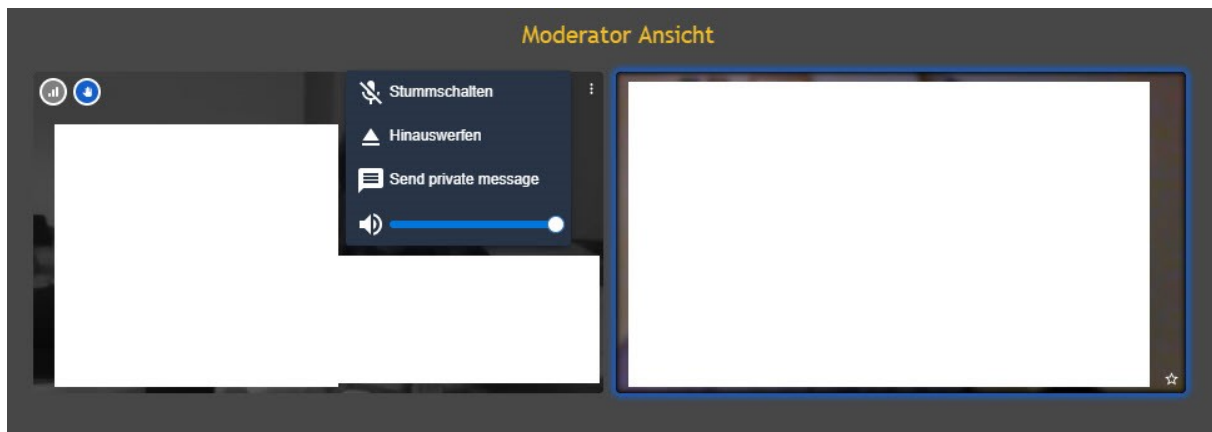 Moderator Ansicht
Stummschalten
Hinauswerfen
Send private message